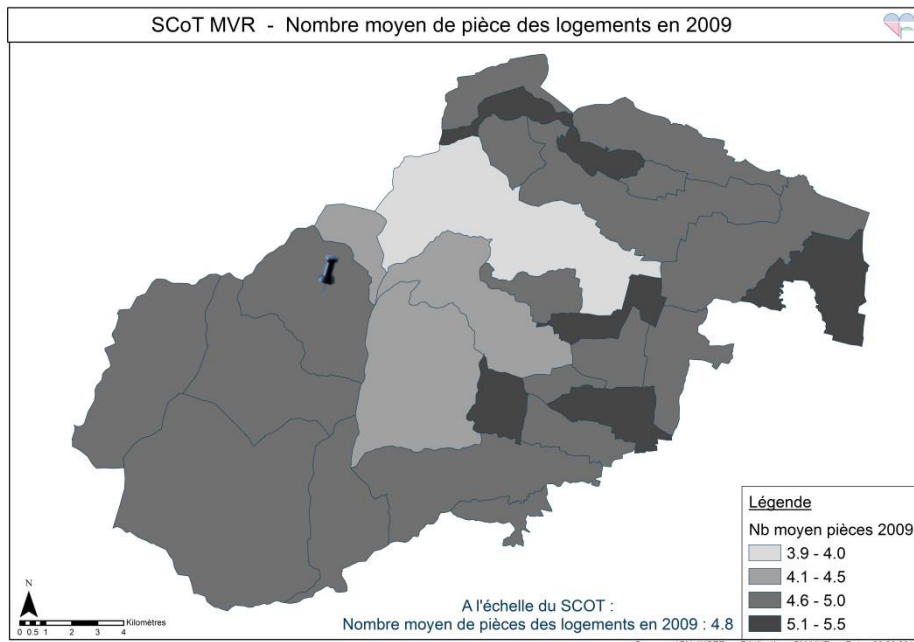 SCoT MVR - Nombre moyen de pièce des logements en 2009
Légende
Nb moyen pièces 2009
3.9 - 4.0
4.1 - 4.5
4.6 - 5.0
5.1 - 5.5
N
0 0.5 1 2 3 4 Kilomètres
A l'échelle du SCOT :
Nombre moyen de pièces des logements en 2009 : 4.8